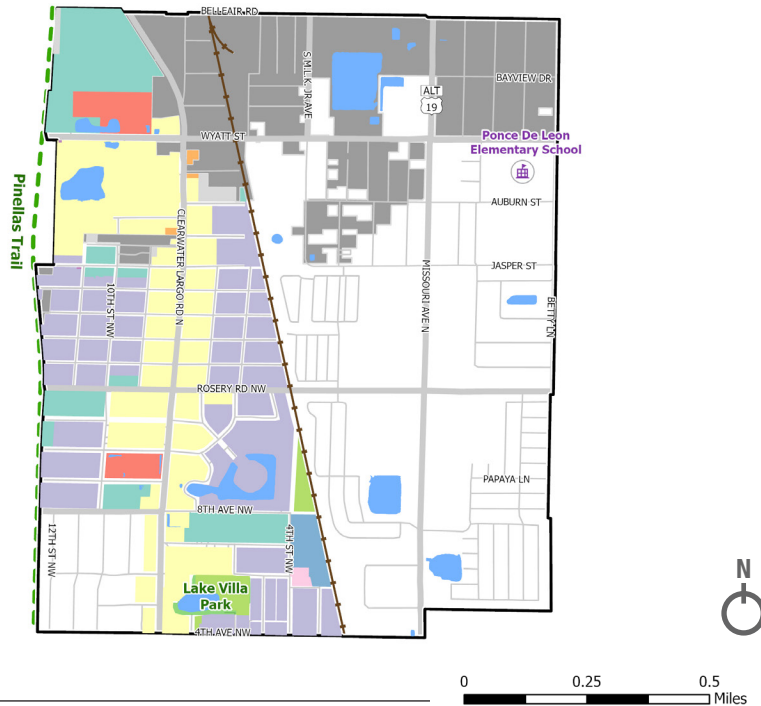 BELLEAIR RD
S M.L.K. JR AVE
BAYVIEW DR
ALT
19
WYATT ST
Ponce De Leon
Elementary School
Pinellas Trail
AUBURN ST
CLEARWATER LARGO RD N
JASPER ST
MISSOURI AVE N
10TH ST NW
BETTY LN
ROSERY RD NW
PAPAYA LN
8TH AVE NW
12TH ST NW
4TH ST NW
Lake Villa
Park
4TH AVE NW
N
0 0.25 0.5
Miles